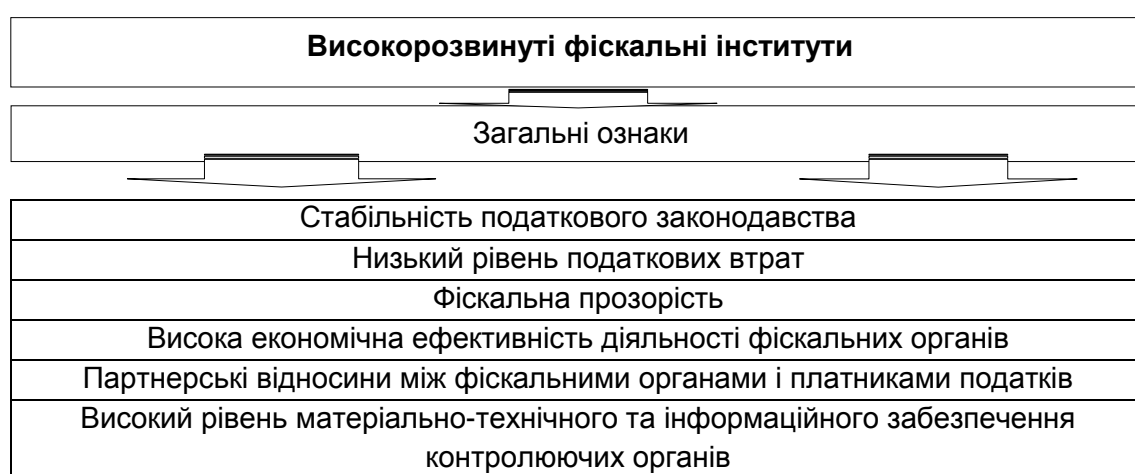 Високорозвинуті фіскальні інститути
Загальні ознаки
Стабільність податкового законодавства
Низький рівень податкових втрат
Фіскальна прозорість
Висока економічна ефективність діяльності фіскальних органів
Партнерські відносини між фіскальними органами і платниками податків
Високий рівень матеріально-технічного та інформаційного забезпечення
контролюючих органів